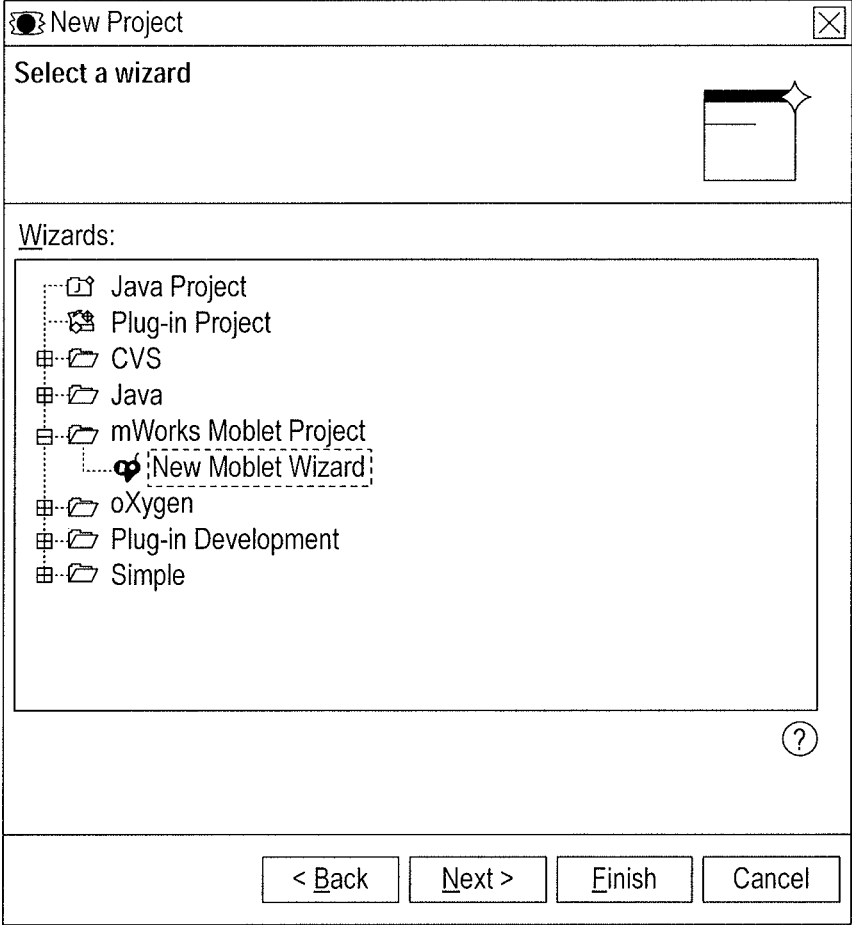 New Project
Select a wizard
Wizards:
Java Project
Plug-in Project
CVS
Java
mWorks Moblet Project
New Moblet Wizard
oXygen
Plug-in Development
Simple
?
< Back Next > Finish Cancel